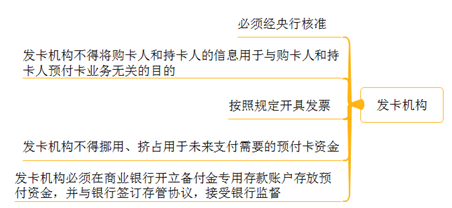 必须经央行核准
发卡机构不得将购卡人和持卡人的信息用于与购卡人和持
卡人预付卡业务无关的目的
按照规定开具发票
发卡机构不得挪用、挤占用于未来支付需要的预付卡资金
发卡机构必须在商业银行开立备付金专用存款账户存放预
付资金，并与银行签订存管协议，接受银行监督
发卡机构